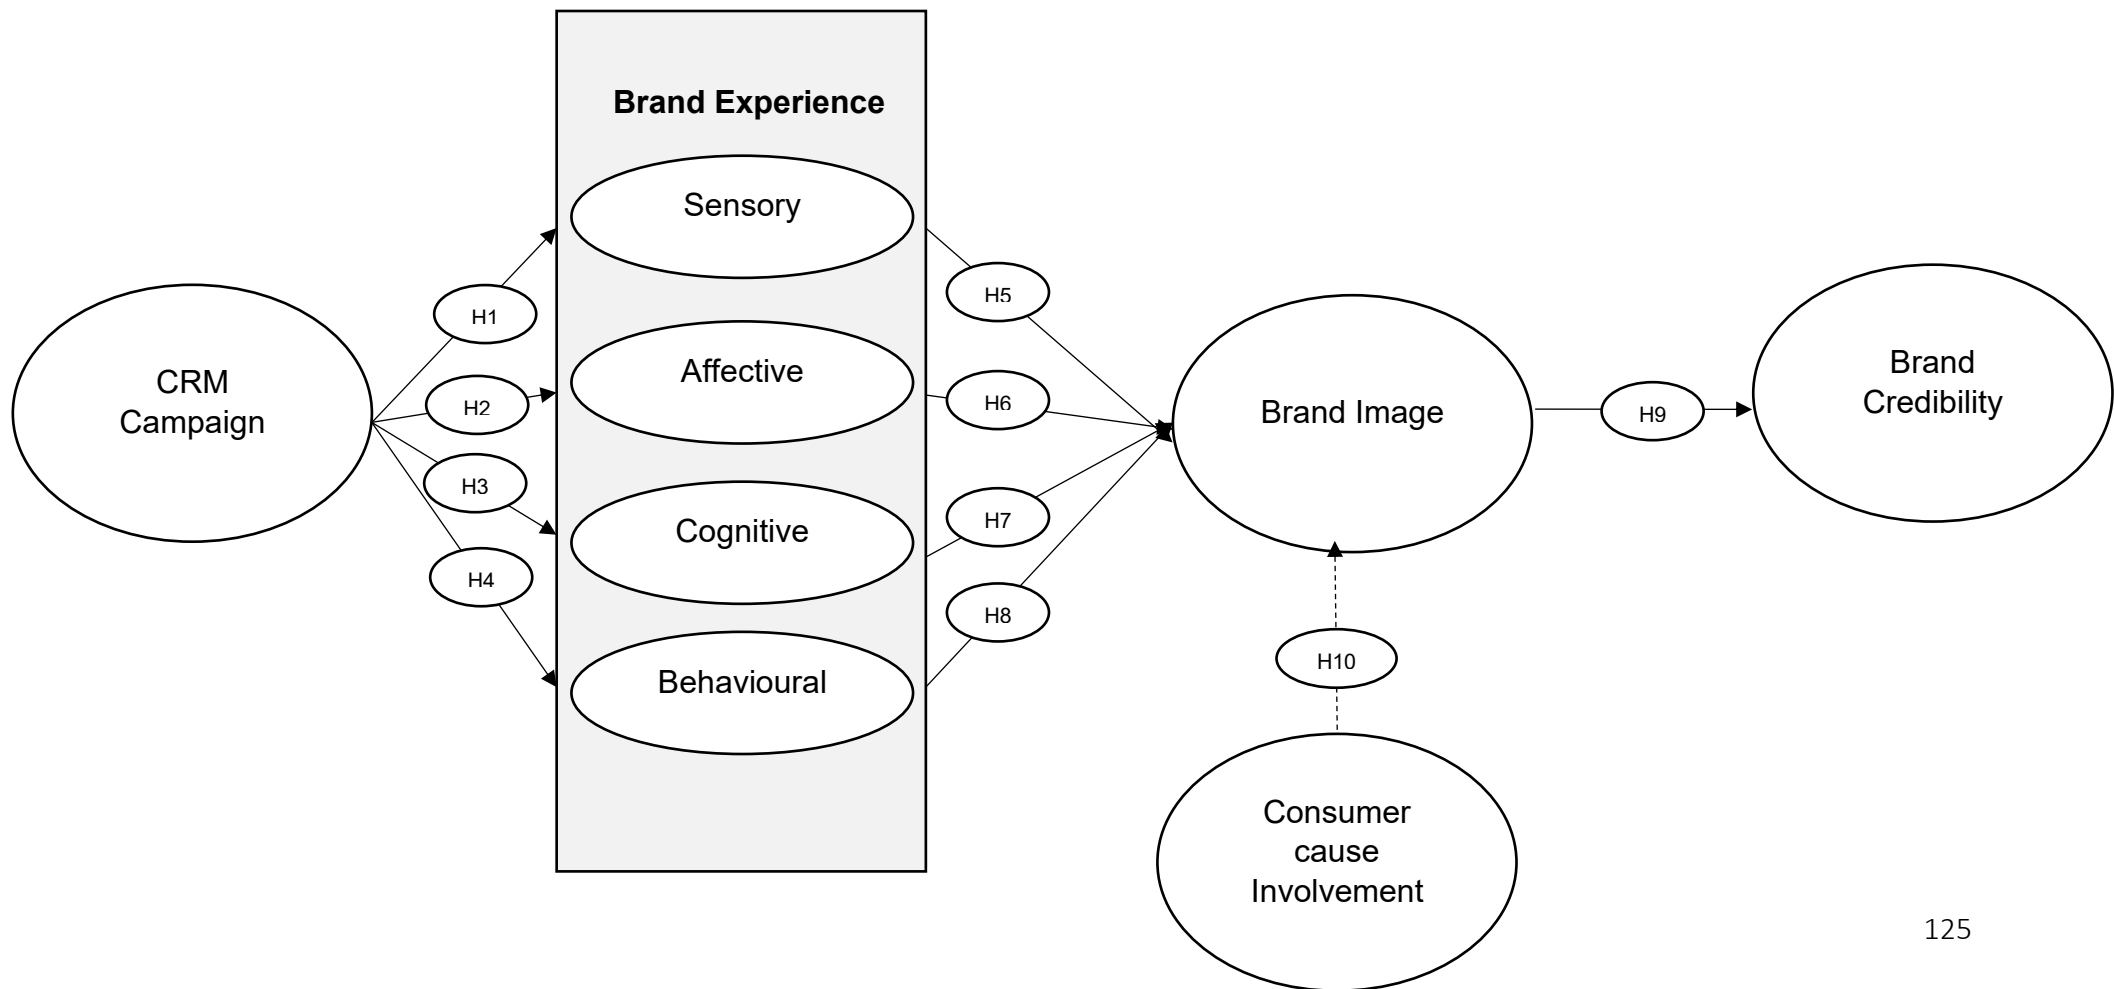 Brand Experience
Sensory
Affective
Cognitive
Behavioural
CRM
Campaign
H1
H2
H3
H4
H5
H6
H7
H8
Brand Image
H9
Brand
Credibility
H10
Consumer
cause
Involvement
125